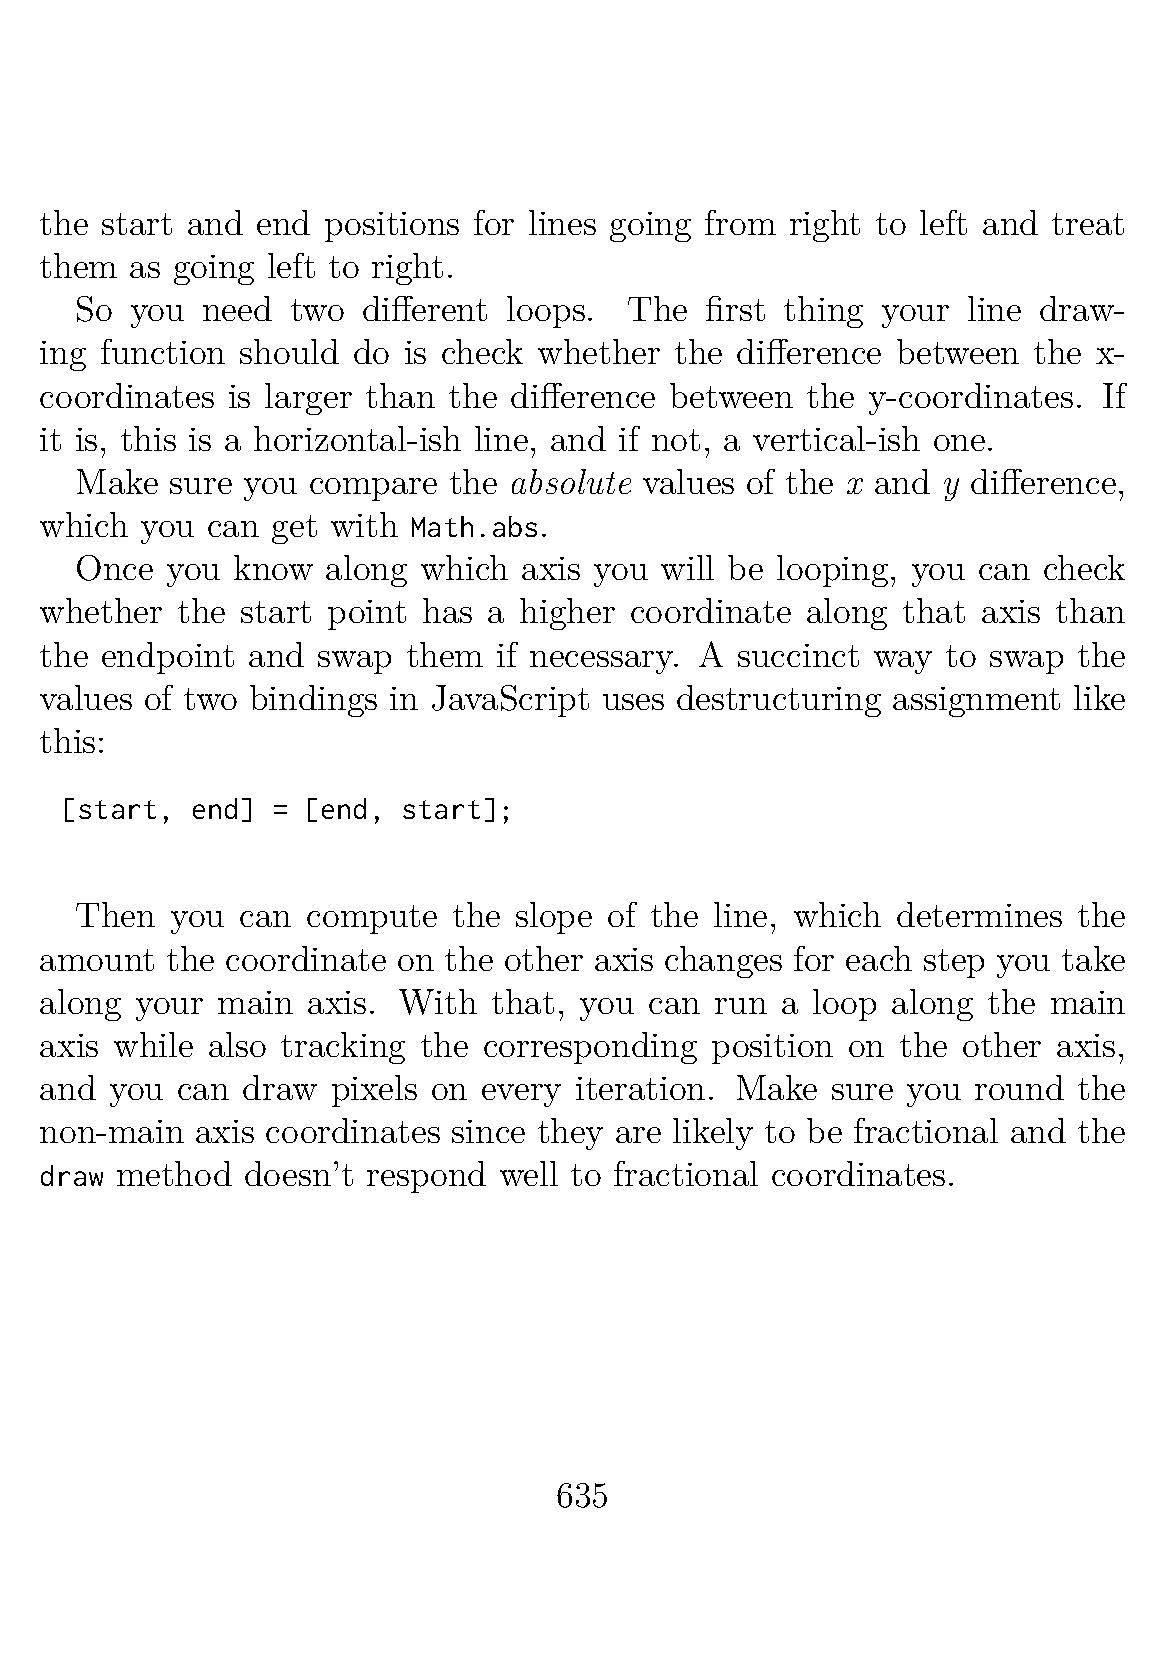 the start and end positions for lines going from right to left and treat
them as going left to right.
So you need two different loops. The first thing your line draw-
ing function should do is check whether the difference between the x-
coordinates is larger than the difference between the y-coordinates. If
it is, this is a horizontal-ish line, and if not, a vertical-ish one.
Make sure you compare the absolute values of the x and y difference,
which you can get with Math.abs.
Once you know along which axis you will be looping, you can check
whether the start point has a higher coordinate along that axis than
the endpoint and swap them if necessary. A succinct way to swap the
values of two bindings in JavaScript uses destructuring assignment like
this:
[start, end] = [end, start];
Then you can compute the slope of the line, which determines the
amount the coordinate on the other axis changes for each step you take
along your main axis. With that, you can run a loop along the main
axis while also tracking the corresponding position on the other axis,
and you can draw pixels on every iteration. Make sure you round the
non-main axis coordinates since they are likely to be fractional and the
draw method doesn't respond well to fractional coordinates.
635